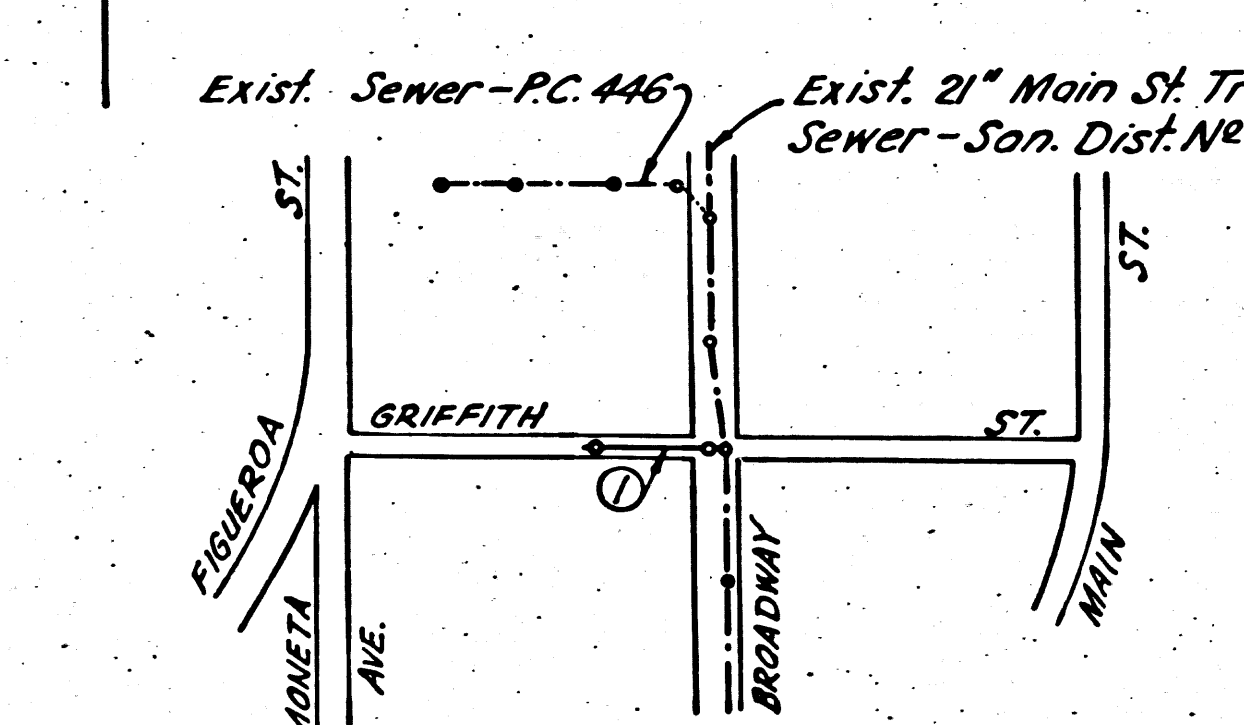 Exist. Sewer-P.C. 446
Exist. 21" Main St. Tr
Sewer-San. Dist. Nº
ST.
ST.
GRIFFITH ST.
FIGUEROA
1
MONETA AVE.
BROADWAY
MAIN